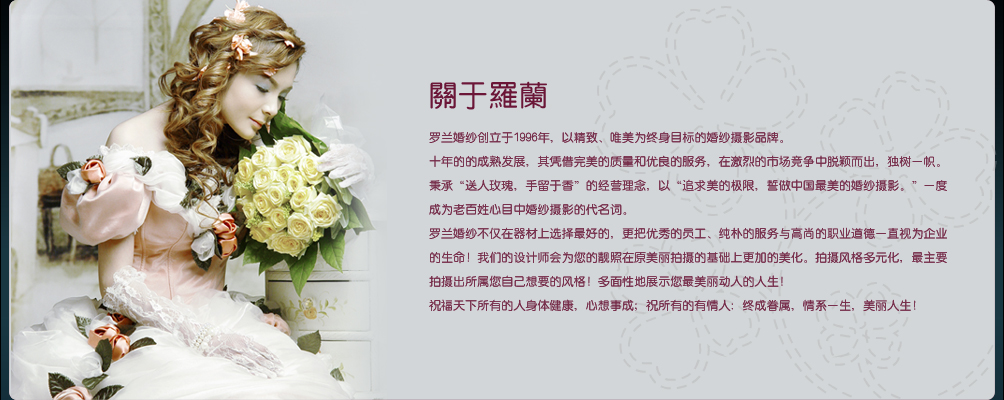 關于羅蘭
罗兰婚纱创立于1996年，以精致、唯美为终身目标的婚纱摄影品牌。
十年的的成熟发展，其凭借完美的质量和优良的服务，在激烈的市场竞争中脱颖而出，独树一帜。
秉承“送人玫瑰，手留于香”的经营理念，以“追求美的极限，誓做中国最美的婚纱摄影。”一度
成为老百姓心目中婚纱摄影的代名词。
罗兰婚纱不仅在器材上选择最好的，更把优秀的员工、纯朴的服务与高尚的职业道德一直视为企业
的生命！我们的设计师会为您的靓照在原美丽拍摄的基础上更加的美化。拍摄风格多元化，最主要
拍摄出所属您自己想要的风格！多面性地展示您最美丽动人的人生！
祝福天下所有的人身体健康，心想事成；祝所有的有情人：终成眷属，情系一生，美丽人生！